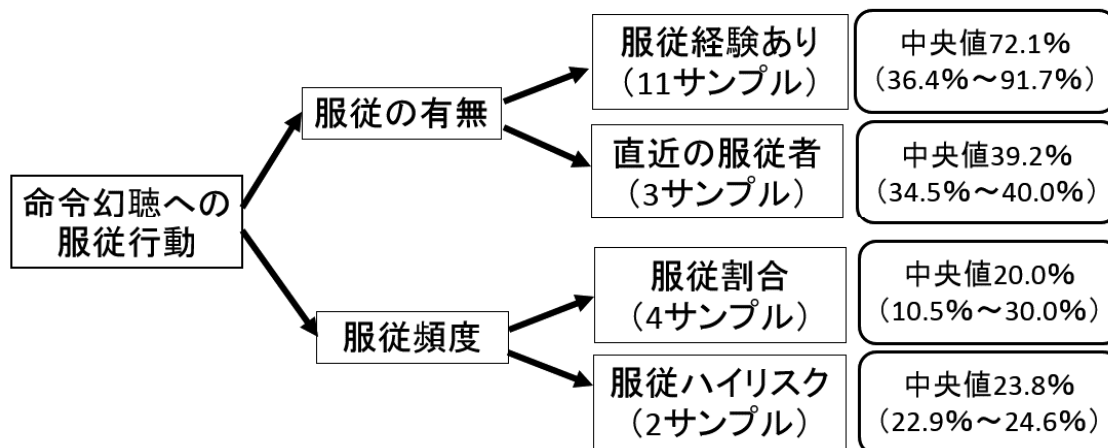 命令幻聴への
服従行動
服従の有無
服従経験あり
（11サンプル）
中央値72.1%
（36.4%～91.7%）
直近の服従者
（3サンプル）
中央値39.2%
（34.5%～40.0%）
服従頻度
服従割合
（4サンプル）
中央値20.0%
（10.5%～30.0%）
服従ハイリスク
（2サンプル）
中央値23.8%
（22.9%～24.6%）